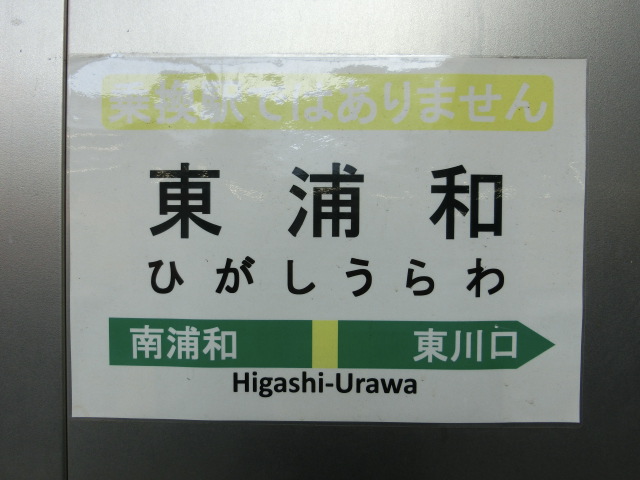 乗換駅ではありません
東浦和
ひがしうらわ
南浦和 東川口
Higashi-Urawa